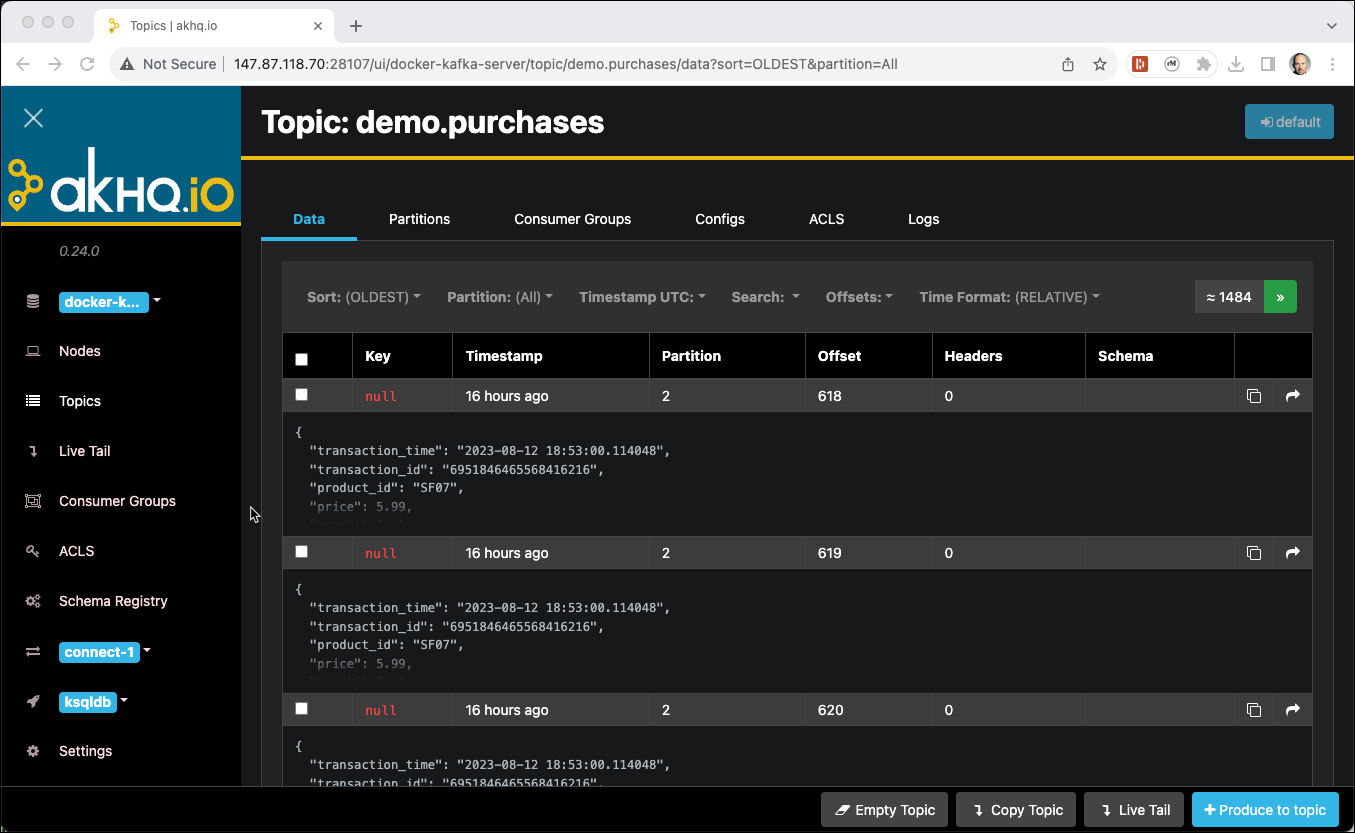 Topics | akhq.io
Not Secure | 147.87.118.70:28107/ui/docker-kafka-server/topic/demo.purchases/data?sort=OLDEST&partition=All
akHQ.io
0.24.0
docker-k...
Nodes
Topics
Live Tail
Consumer Groups
ACLS
Schema Registry
connect-1
ksqldb
Settings
Topic: demo.purchases
default
Data Partitions Consumer Groups Configs ACLS Logs
Sort: (OLDEST) Partition: (All) Timestamp UTC: Search: Offsets: Time Format: (RELATIVE) ≈ 1484 »
Key Timestamp Partition Offset Headers Schema
null 16 hours ago 2 618 0
{
"transaction_time": "2023-08-12 18:53:00.114048",
"transaction_id": "6951846465568416216",
"product_id": "SF07",
"price": 5.99,
null 16 hours ago 2 619 0
{
"transaction_time": "2023-08-12 18:53:00.114048",
"transaction_id": "6951846465568416216",
"product_id": "SF07",
"price": 5.99,
null 16 hours ago 2 620 0
{
"transaction_time": "2023-08-12 18:53:00.114048",
"transaction_id": "6951846465568416216",
Empty Topic Copy Topic Live Tail + Produce to topic